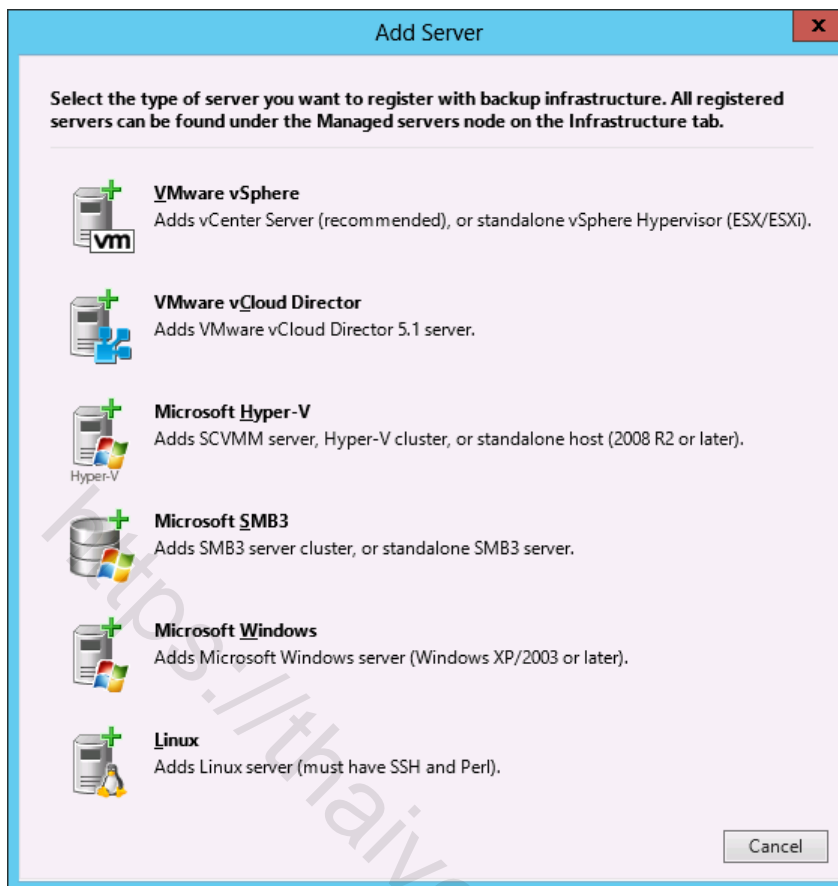 Add Server
x
Select the type of server you want to register with backup infrastructure. All registered
servers can be found under the Managed servers node on the Infrastructure tab.
VMware vSphere
Adds vCenter Server (recommended), or standalone vSphere Hypervisor (ESX/ESXi).
vm
VMware vCloud Director
Adds VMware vCloud Director 5.1 server.
Microsoft Hyper-V
Adds SCVMM server, Hyper-V cluster, or standalone host (2008 R2 or later).
Hyper-V
Microsoft SMB3
Adds SMB3 server cluster, or standalone SMB3 server.
Microsoft Windows
Adds Microsoft Windows server (Windows XP/2003 or later).
Linux
Adds Linux server (must have SSH and Perl).
Cancel